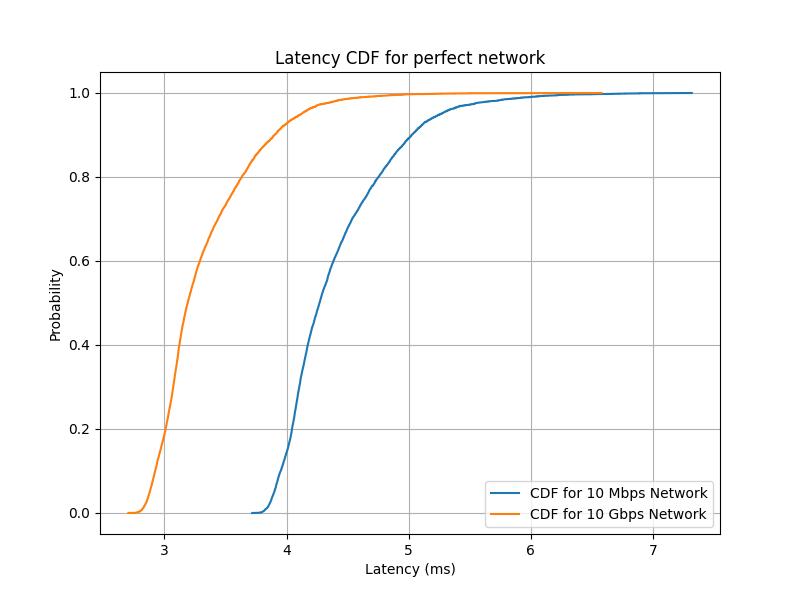 Latency CDF for perfect network
Probability
1.0
0.8
0.6
0.4
0.2
0.0
3
4
5
6
7
Latency (ms)
CDF for 10 Mbps Network
CDF for 10 Gbps Network